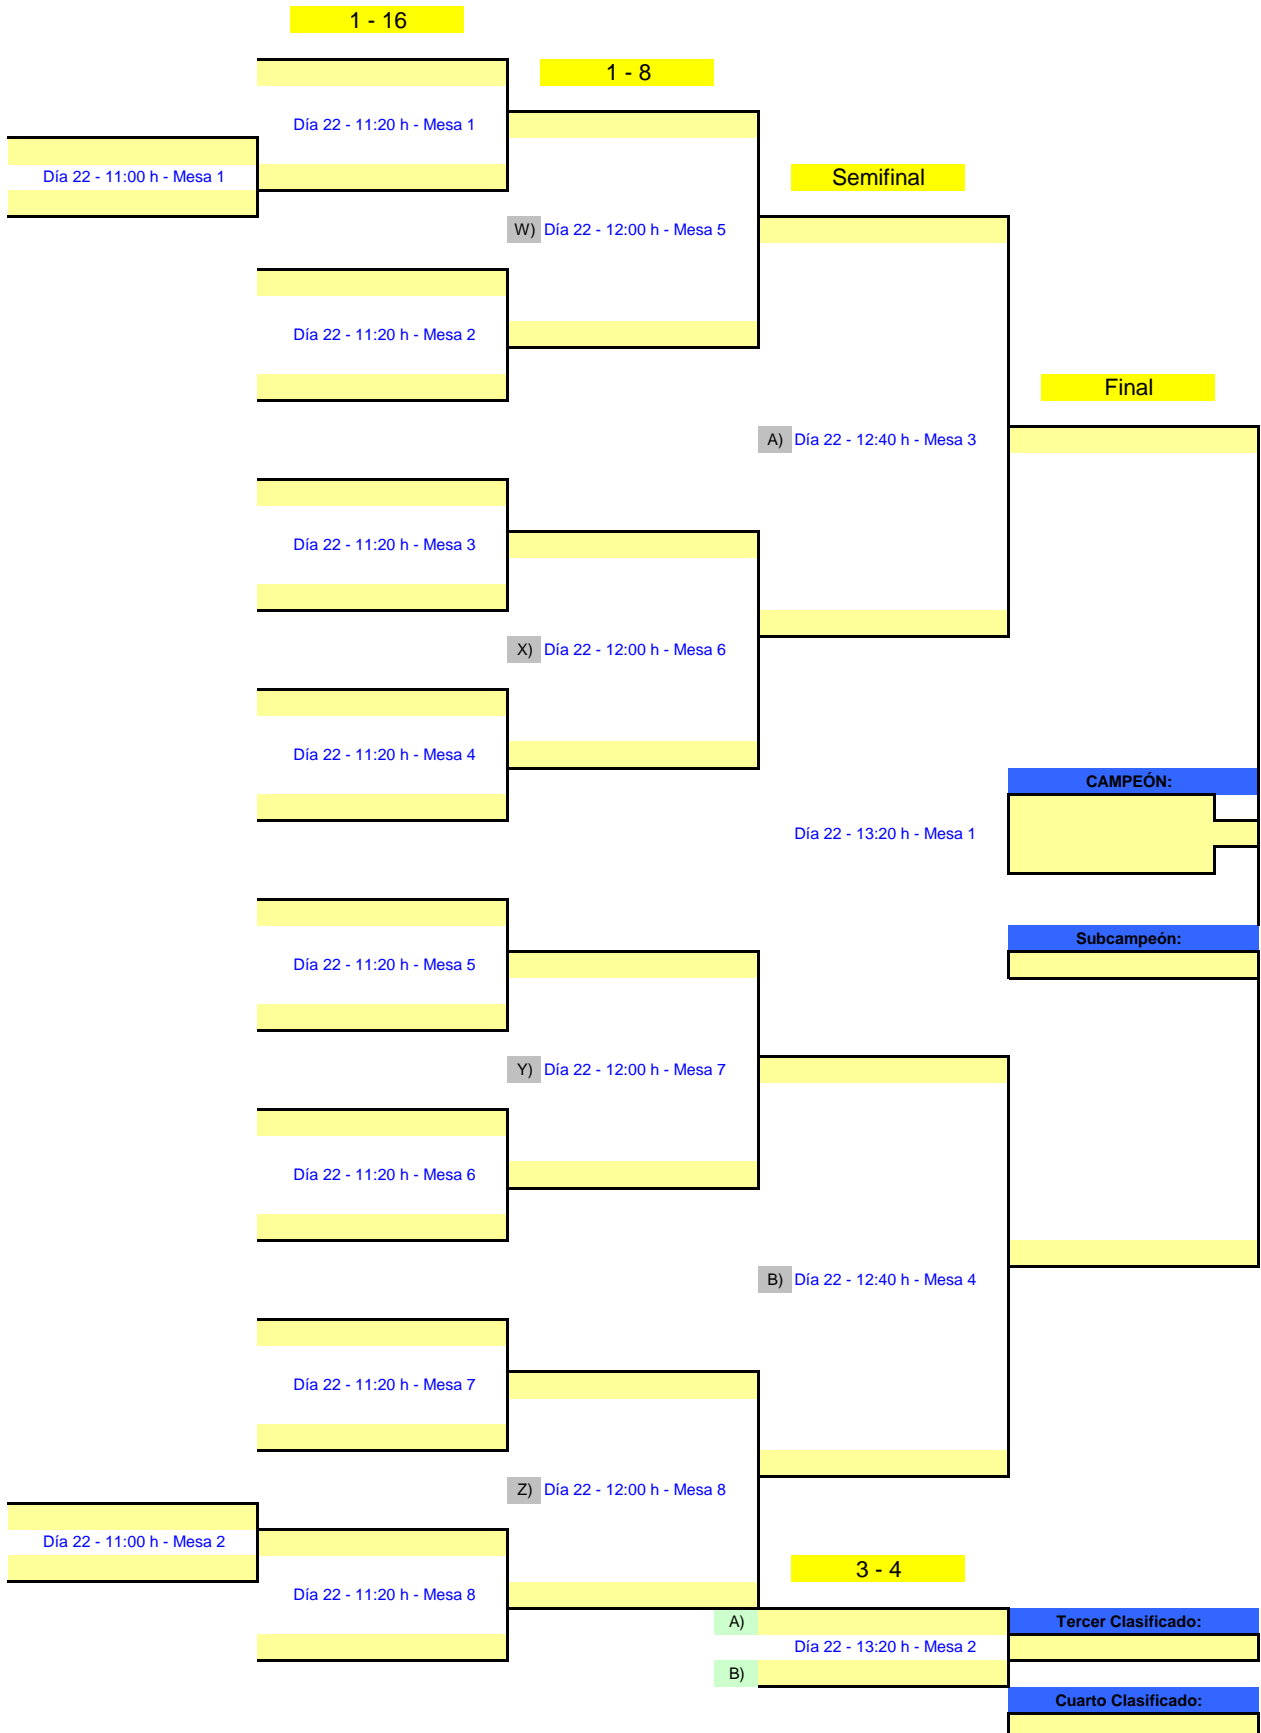 1 - 16
1 - 8
Día 22 - 11:20 h - Mesa 1
Día 22 - 11:00 h - Mesa 1
Semifinal
W) Día 22 - 12:00 h - Mesa 5
Día 22 - 11:20 h - Mesa 2
Final
A) Día 22 - 12:40 h - Mesa 3
Día 22 - 11:20 h - Mesa 3
X) Día 22 - 12:00 h - Mesa 6
Día 22 - 11:20 h - Mesa 4
CAMPEÓN:
Día 22 - 13:20 h - Mesa 1
Subcampeón:
Día 22 - 11:20 h - Mesa 5
Y) Día 22 - 12:00 h - Mesa 7
Día 22 - 11:20 h - Mesa 6
B) Día 22 - 12:40 h - Mesa 4
Día 22 - 11:20 h - Mesa 7
Z) Día 22 - 12:00 h - Mesa 8
Día 22 - 11:00 h - Mesa 2
3 - 4
Día 22 - 11:20 h - Mesa 8
A)
Tercer Clasificado:
Día 22 - 13:20 h - Mesa 2
B)
Cuarto Clasificado: